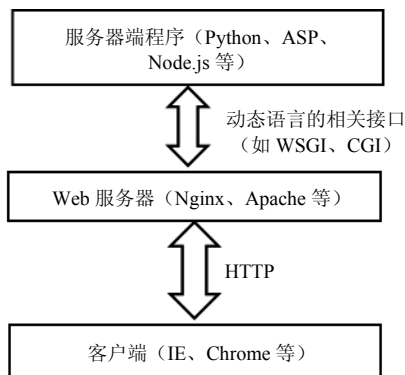 服务器端程序（Python、ASP、
Node.js 等）
动态语言的相关接口
（如 WSGI、CGI）
Web 服务器（Nginx、Apache 等）
HTTP
客户端（IE、Chrome 等）